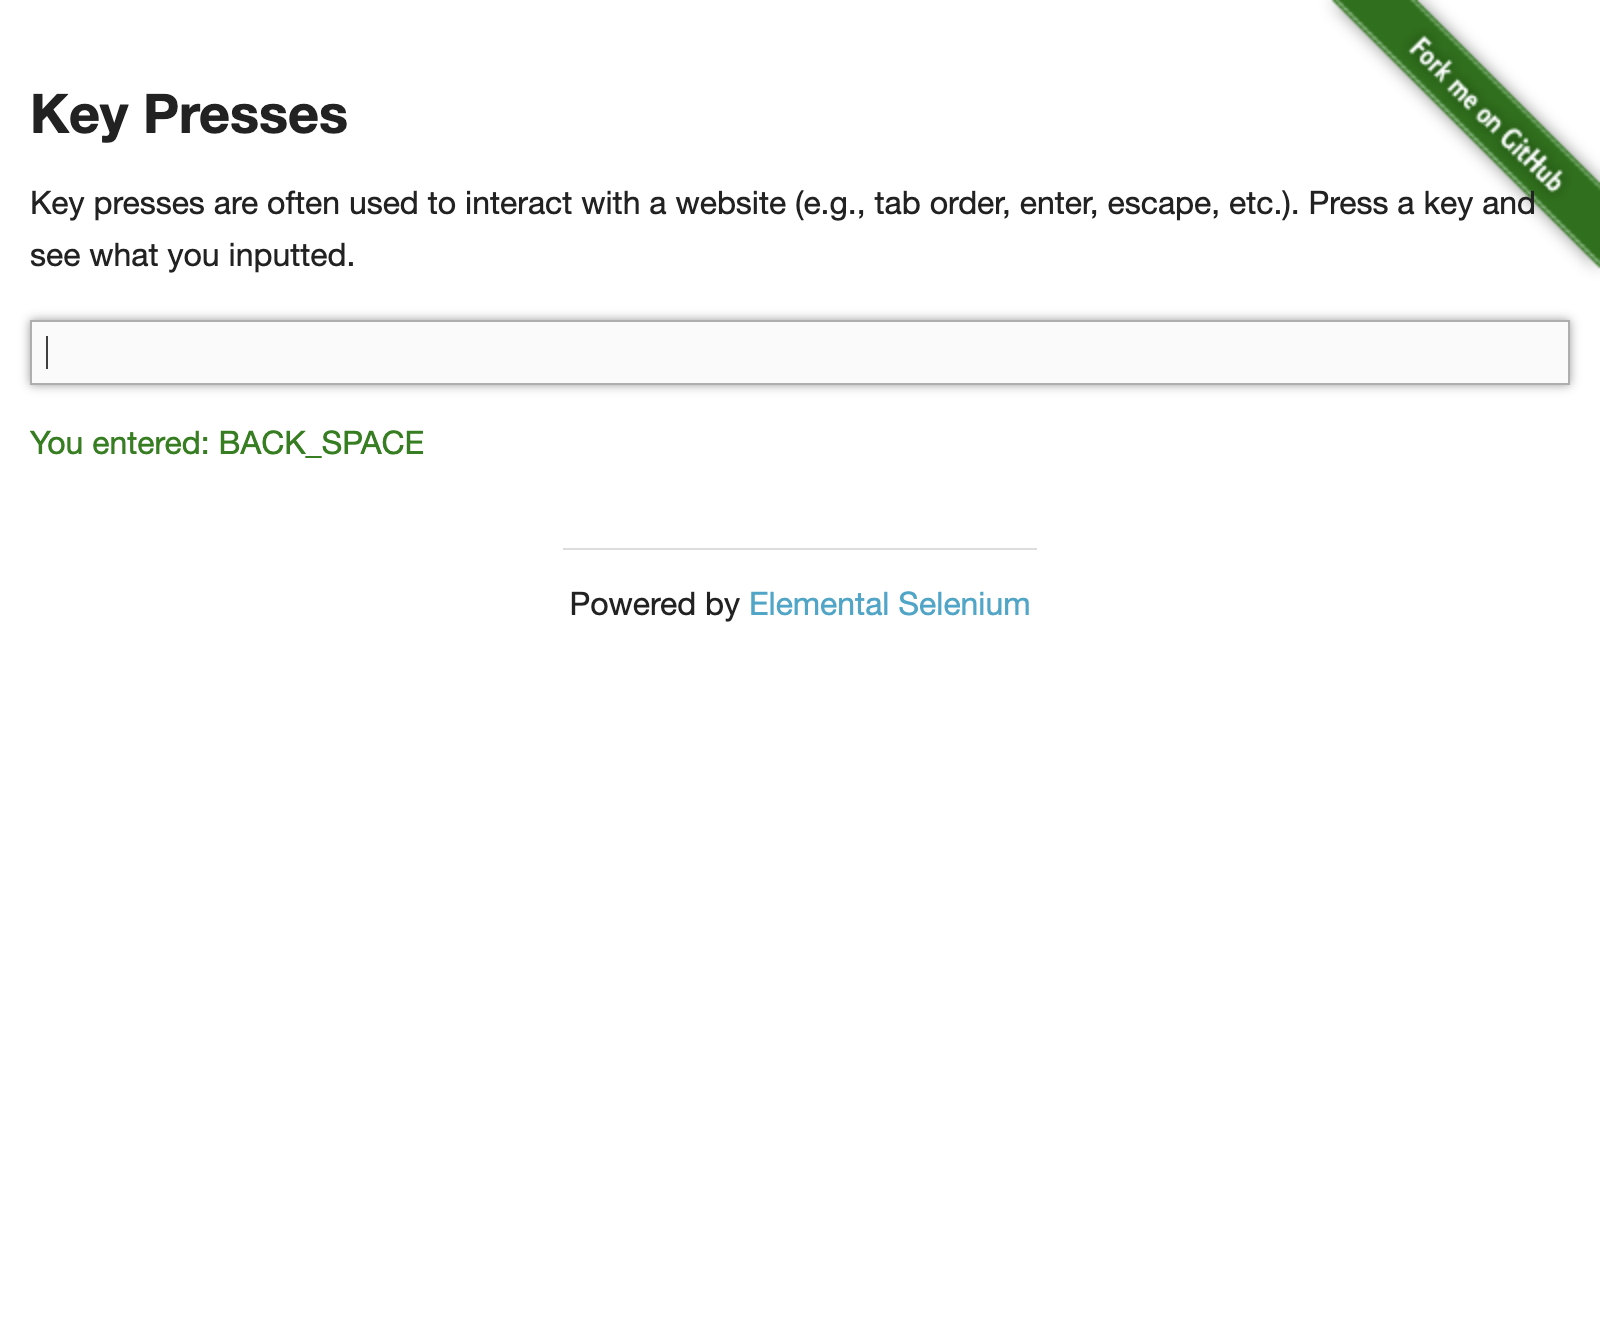 Fork me on GitHub
Key Presses
Key presses are often used to interact with a website (e.g., tab order, enter, escape, etc.). Press a key and
see what you inputted.
You entered: BACK_SPACE
Powered by Elemental Selenium